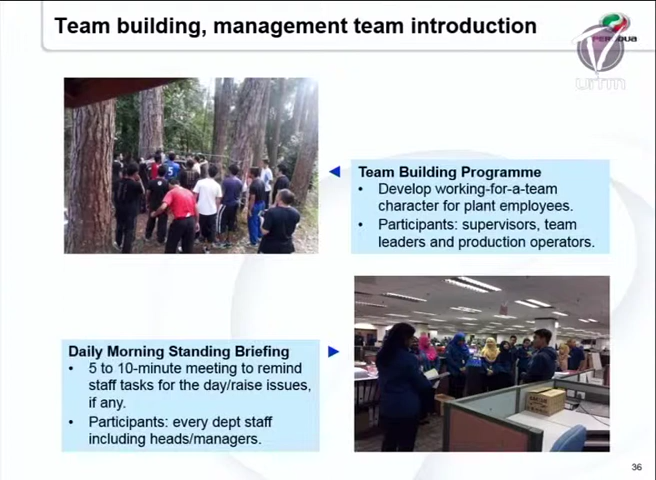 Team building, management team introduction
Team Building Programme
• Develop working-for-a-team
character for plant employees.
• Participants: supervisors, team
leaders and production operators.
Daily Morning Standing Briefing
• 5 to 10-minute meeting to remind
staff tasks for the day/raise issues,
if any.
• Participants: every dept staff
including heads/managers.
36